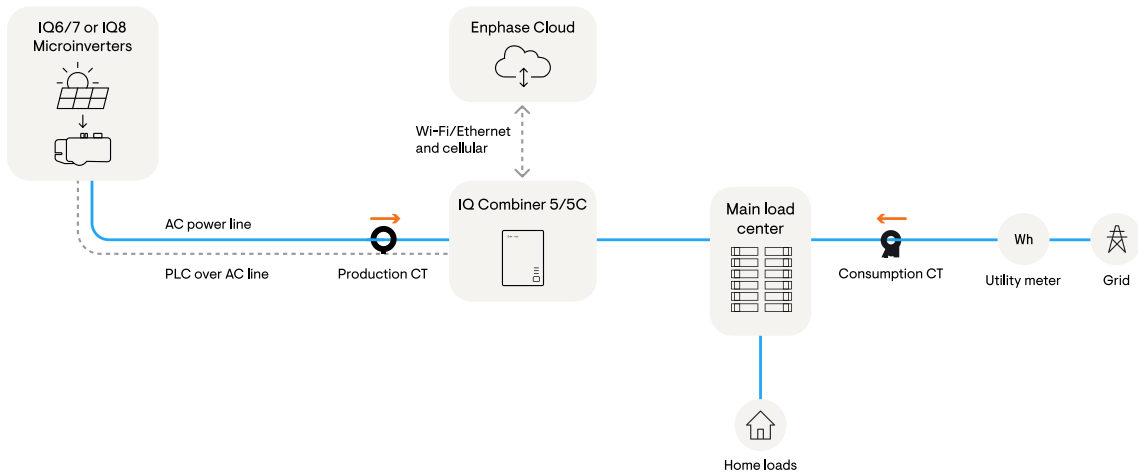 IQ6/7 or IQ8
Microinverters
Enphase Cloud
Wi-Fi/Ethernet
and cellular
IQ Combiner 5/5C
Main load
center
AC power line
PLC over AC line
Production CT
Consumption CT
Wh
Utility meter
Grid
Home loads